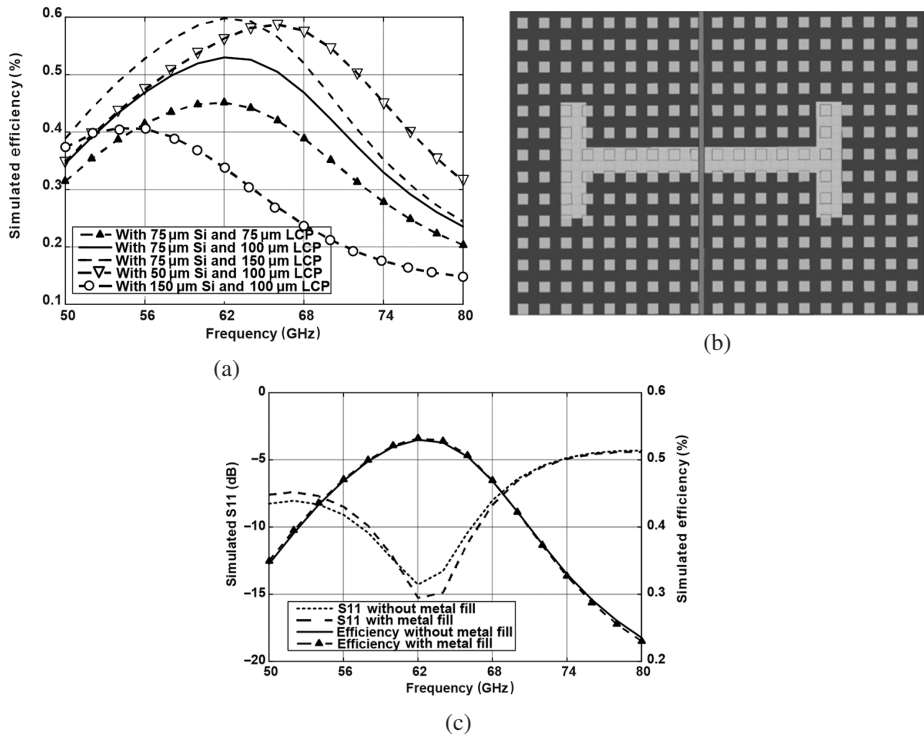 Simulated efficiency (%)
0.6
0.5
0.4
0.3
0.2
0.1
With 75 μm Si and 75 μm LCP
With 75 μm Si and 100 μm LCP
With 75 μm Si and 150 μm LCP
With 50 μm Si and 100 μm LCP
With 150 μm Si and 100 μm LCP
50 56 62 68 74 80
Frequency (GHz)
(a)
(b)
Simulated S11 (dB)
0
−5
−10
−15
−20
S11 without metal fill
S11 with metal fill
Efficiency without metal fill
Efficiency with metal fill
0.6
0.5
0.4
0.3
0.2
Simulated efficiency (%)
50 56 62 68 74 80
Frequency (GHz)
(c)